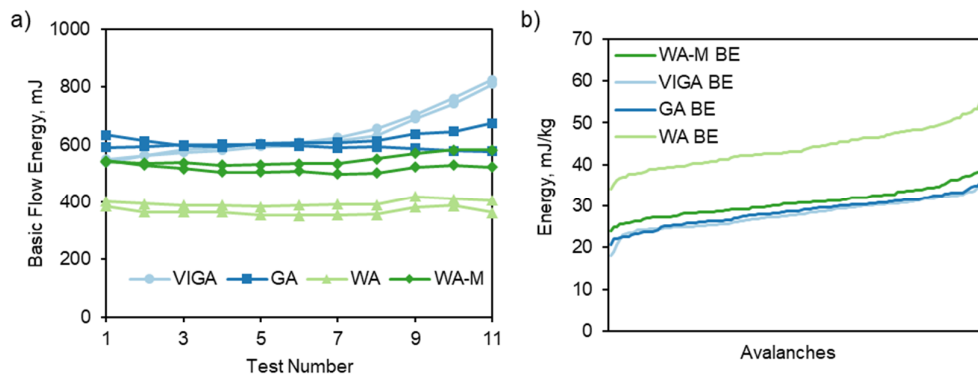 a)
Basic Flow Energy, mJ
1000
800
600
400
200
0
VIGA GA WA WA-M
1 3 5 7 9 11
Test Number
b)
Energy, mJ/kg
70
60
50
40
30
20
10
0
WA-M BE
VIGA BE
GA BE
WA BE
Avalanches